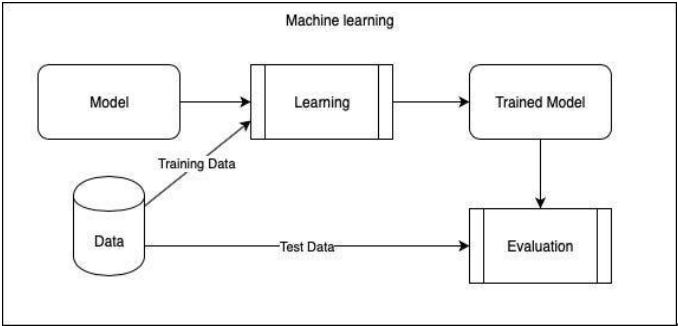 Machine learning
Model
Learning
Trained Model
Training Data
Data
Test Data
Evaluation